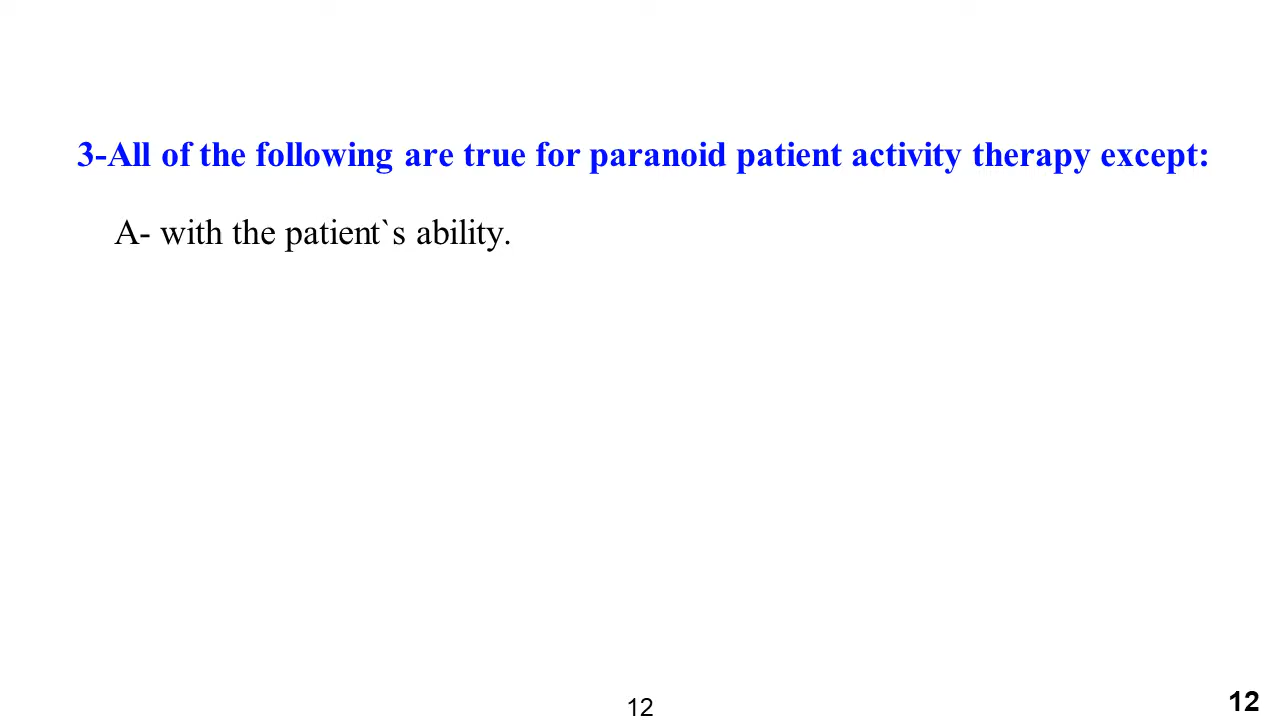 3-All of the following are true for paranoid patient activity therapy except:
A- with the patient`s ability.
12
12